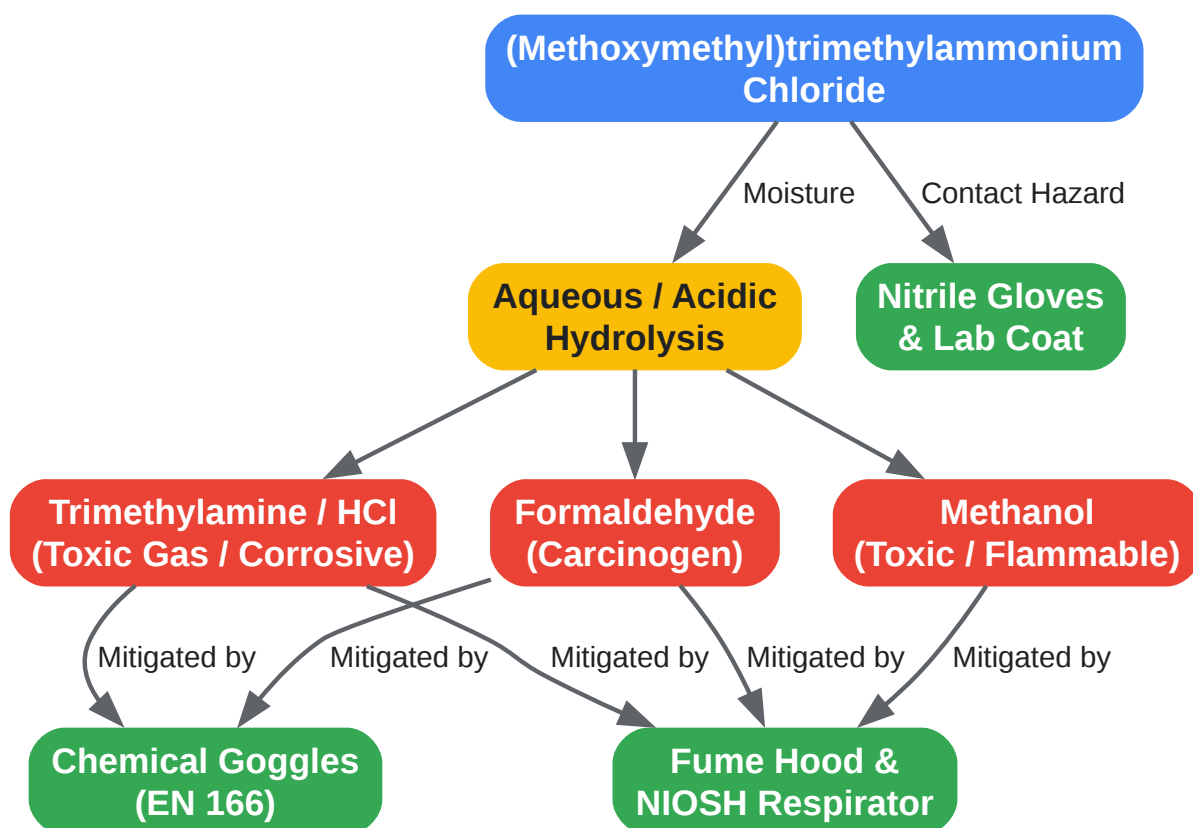 (Methoxymethyl)trimethylammonium
Chloride
Moisture
Contact Hazard
Aqueous / Acidic
Hydrolysis
Nitrile Gloves
& Lab Coat
Trimethylamine / HCl
(Toxic Gas / Corrosive)
Formaldehyde
(Carcinogen)
Methanol
(Toxic / Flammable)
Mitigated by
Mitigated by
Mitigated by
Mitigated by
Mitigated by
Chemical Goggles
(EN 166)
Fume Hood &
NIOSH Respirator